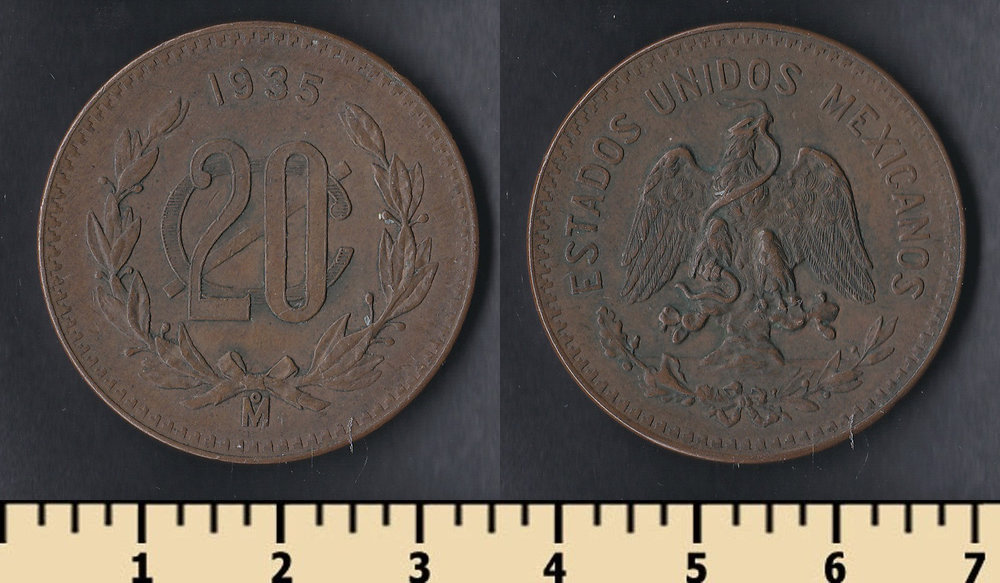 1935
20 ¢
M°
ESTADOS UNIDOS MEXICANOS
1 2 3 4 5 6 7